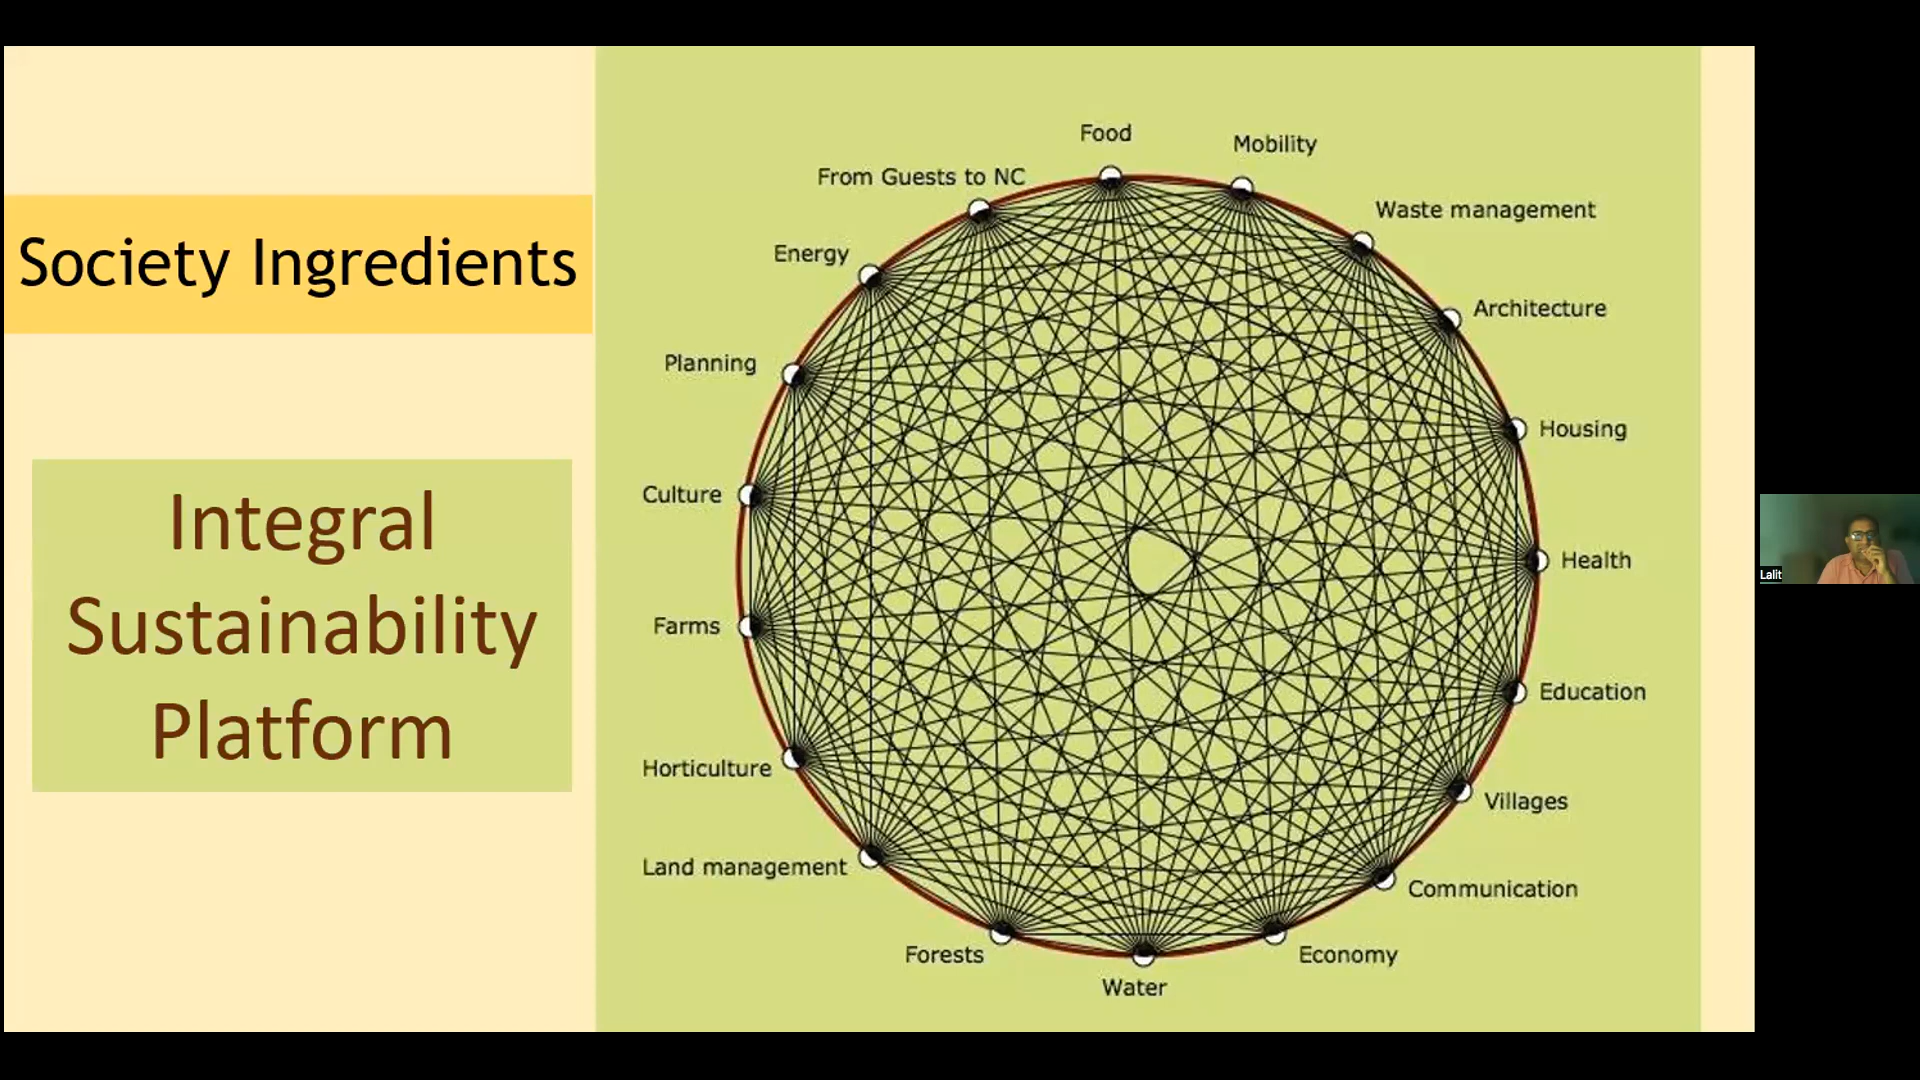 Society Ingredients
Integral
Sustainability
Platform
Food
Mobility
From Guests to NC
Waste management
Energy
Architecture
Planning
Housing
Culture
Health
Farms
Education
Horticulture
Villages
Land management
Communication
Forests
Economy
Water
Lalit